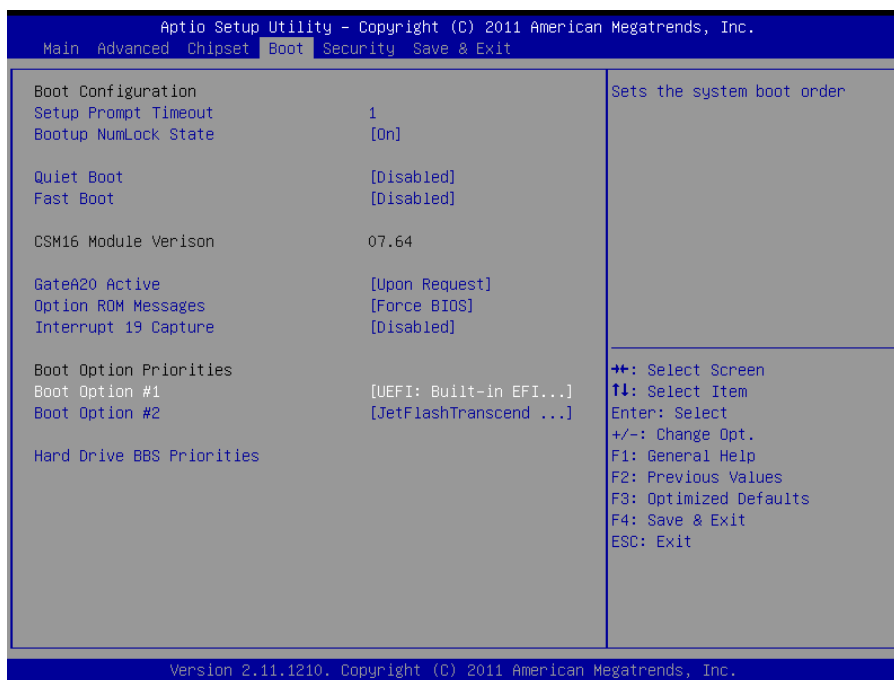 Aptio Setup Utility – Copyright (C) 2011 American Megatrends, Inc.
Main Advanced Chipset Boot Security Save & Exit
Boot Configuration
Setup Prompt Timeout 1
Bootup NumLock State [On]
Quiet Boot [Disabled]
Fast Boot [Disabled]
CSM16 Module Verison 07.64
GateA20 Active [Upon Request]
Option ROM Messages [Force BIOS]
Interrupt 19 Capture [Disabled]
Boot Option Priorities
Boot Option #1 [UEFI: Built-in EFI...]
Boot Option #2 [JetFlashTranscend ...]
Hard Drive BBS Priorities
Sets the system boot order
→←: Select Screen
↑↓: Select Item
Enter: Select
+/-: Change Opt.
F1: General Help
F2: Previous Values
F3: Optimized Defaults
F4: Save & Exit
ESC: Exit
Version 2.11.1210. Copyright (C) 2011 American Megatrends, Inc.